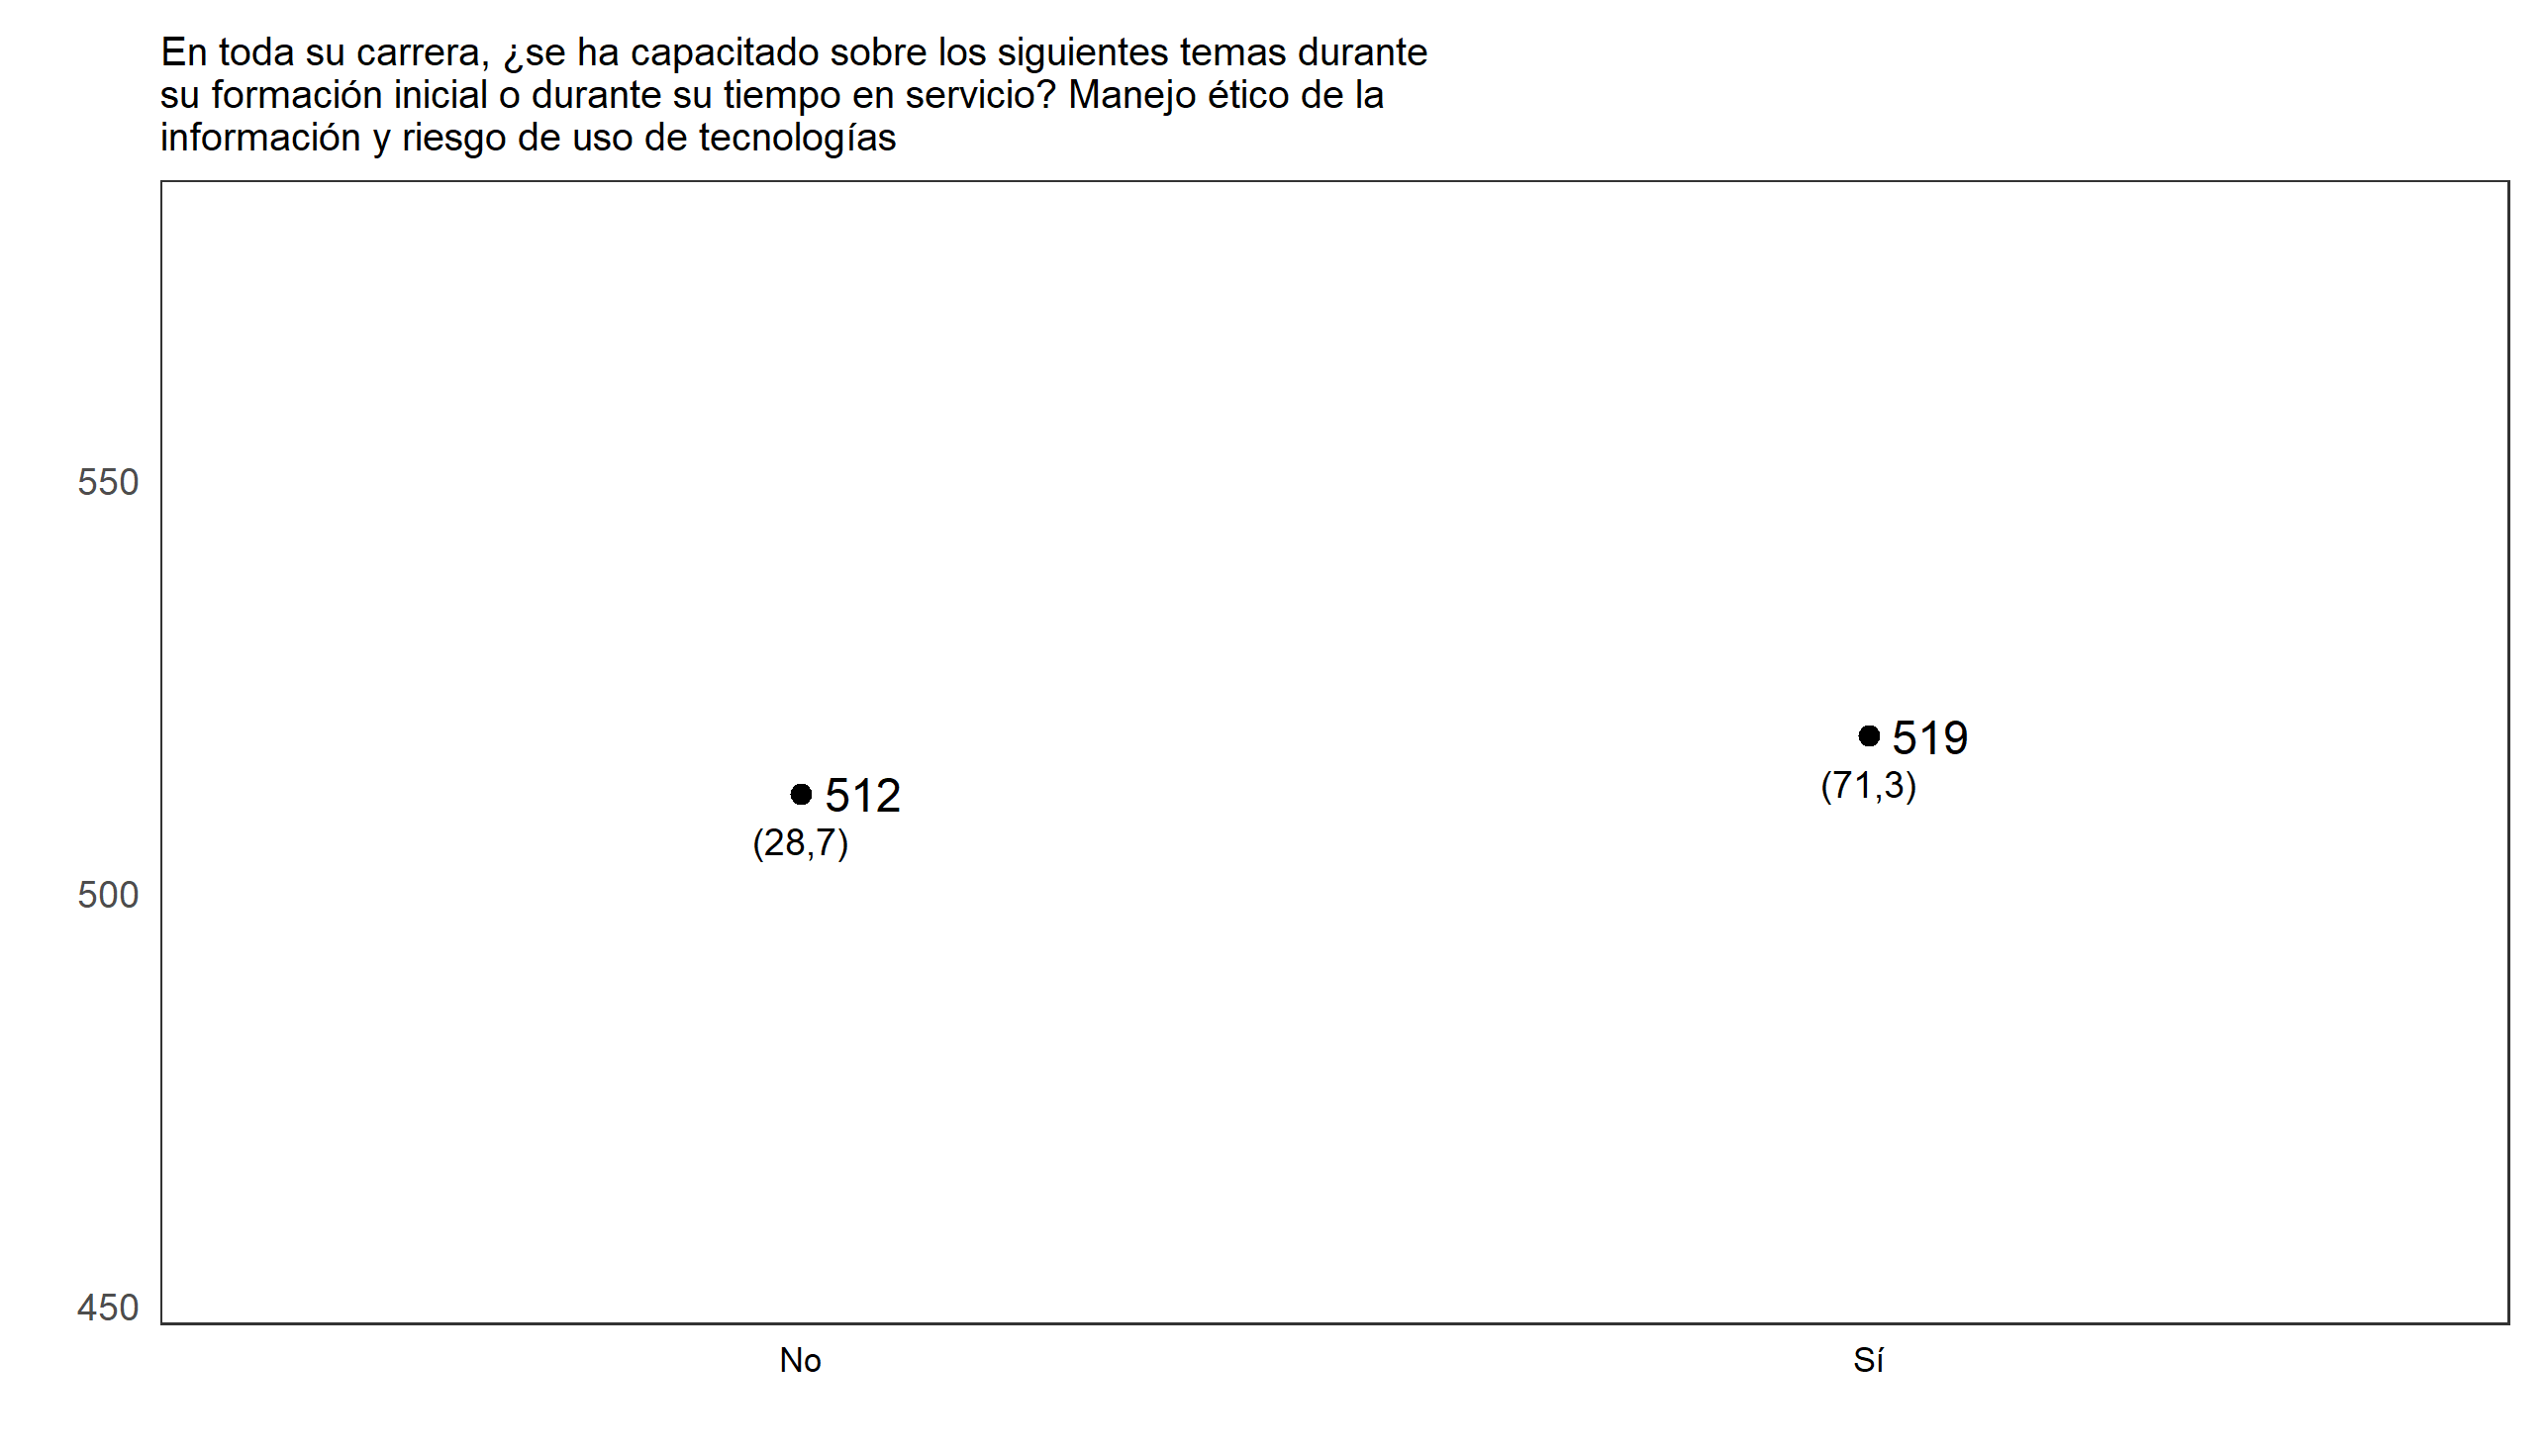 En toda su carrera, ¿se ha capacitado sobre los siguientes temas durante
su formación inicial o durante su tiempo en servicio? Manejo ético de la
información y riesgo de uso de tecnologías
550
519
(71,3)
512
(28,7)
500
450
No
Sí